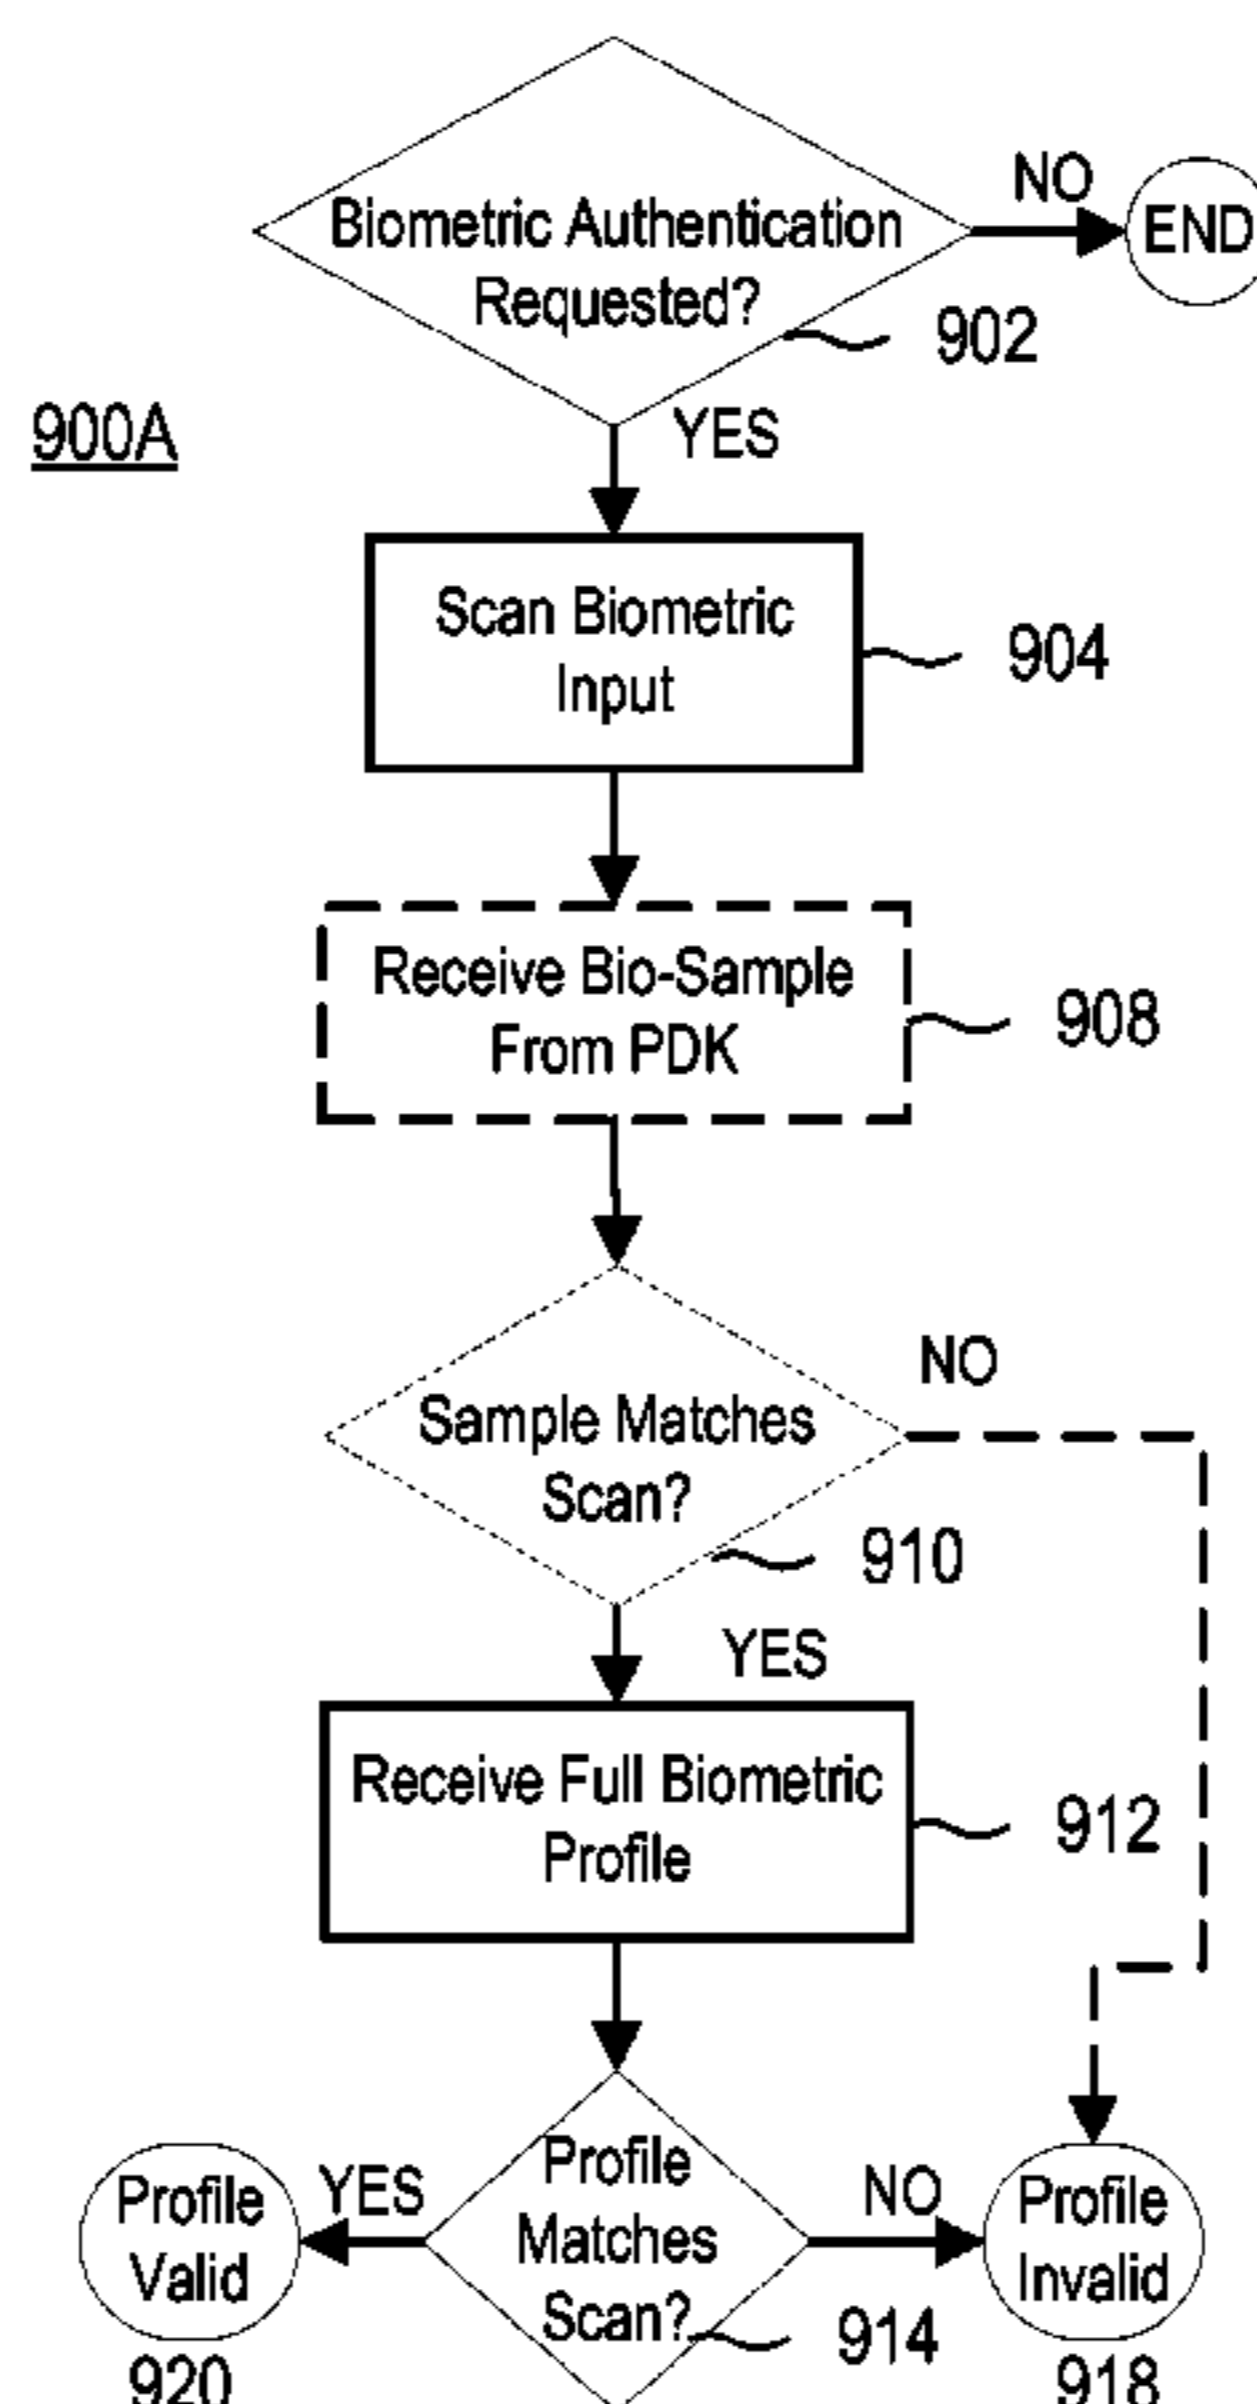 Biometric Authentication
Requested?
NO
END
902
900A
YES
Scan Biometric
Input
904
Receive Bio-Sample
From PDK
908
Sample Matches
Scan?
NO
910
YES
Receive Full Biometric
Profile
912
Profile
Valid
920
YES
Profile
Matches
Scan?
914
NO
Profile
Invalid
918